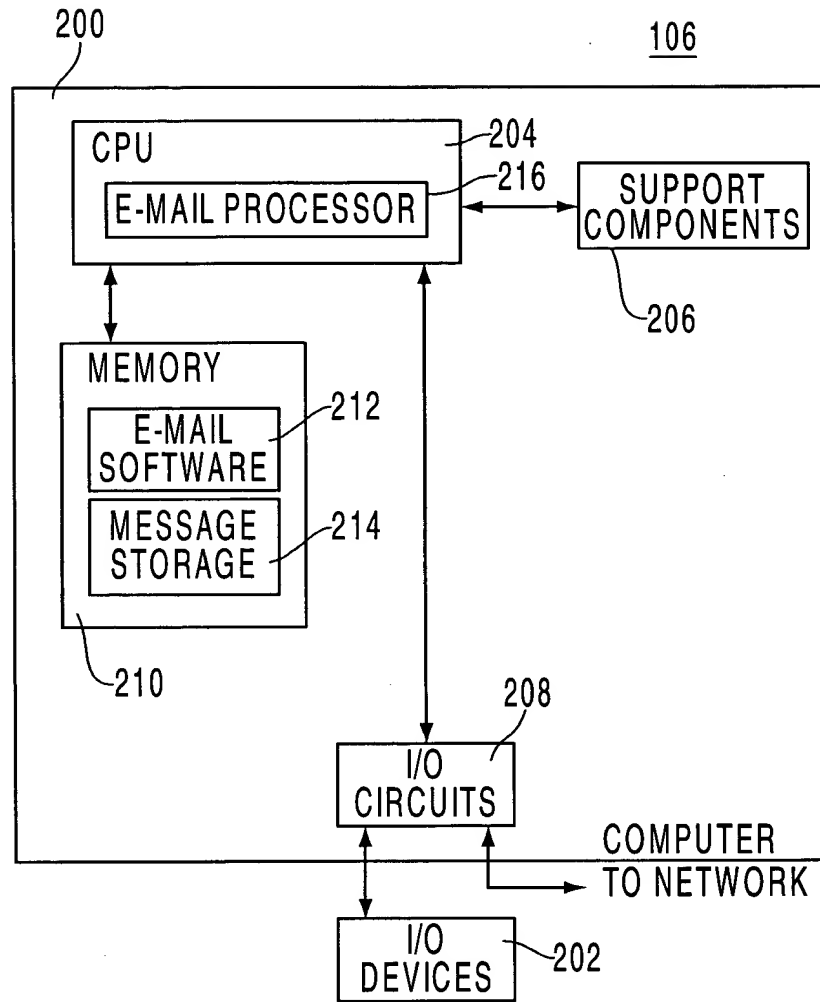 200
106
CPU
204
216
E-MAIL PROCESSOR
SUPPORT
COMPONENTS
206
MEMORY
E-MAIL
SOFTWARE
212
MESSAGE
STORAGE
214
210
208
I/O
CIRCUITS
COMPUTER
TO NETWORK
I/O
DEVICES
202